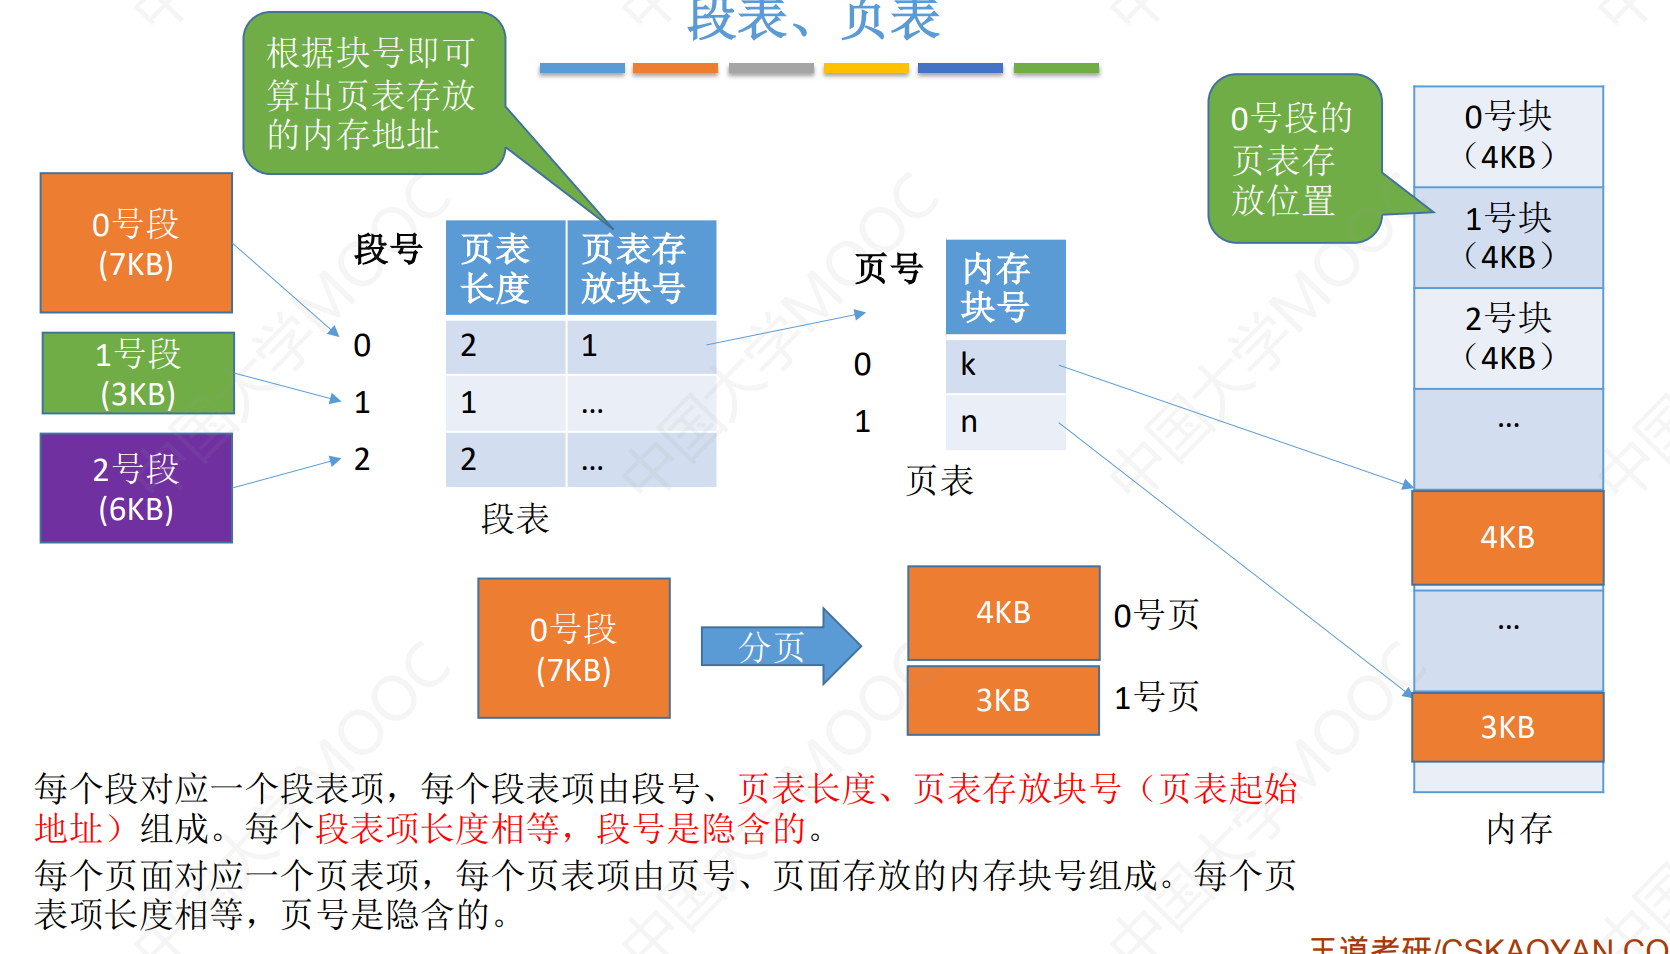 段表、页表
根据块号即可
算出页表存放
的内存地址
0号段的
页表存
放位置
0号段
(7KB)
1号段
(3KB)
2号段
(6KB)
段号
页表
长度
页表存
放块号
0
2
1
1
1
...
2
2
...
段表
页号
内存
块号
0
k
1
n
页表
0号块
（4KB）
1号块
（4KB）
2号块
（4KB）
...
4KB
...
3KB
内存
0号段
(7KB)
分页
4KB
0号页
3KB
1号页
每个段对应一个段表项，每个段表项由段号、页表长度、页表存放块号（页表起始
地址）组成。每个段表项长度相等，段号是隐含的。
每个页面对应一个页表项，每个页表项由页号、页面存放的内存块号组成。每个页
表项长度相等，页号是隐含的。
王道考研/CSKAOYAN.CO
中国大学MOOC